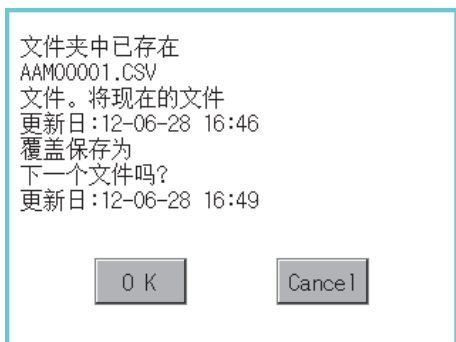 文件夹中已存在
AAM00001.CSV
文件。将现在的文件
更新日:12-06-28 16:46
覆盖保存为
下一个文件吗?
更新日:12-06-28 16:49
OK
Cancel